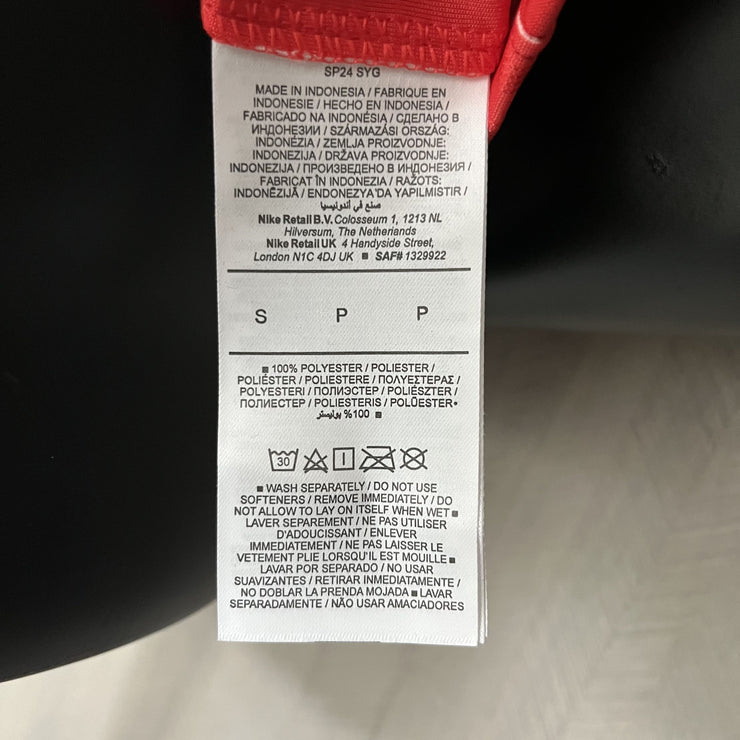 SP24 SYG
MADE IN INDONESIA / FABRIQUE EN
INDONESIE / HECHO EN INDONESIA /
FABRICADO NA INDONÉSIA / СДЕЛАНО В
ИНДОНЕЗИИ / SZÁRMAZÁSI ORSZÁG:
INDONÉZIA / ZEMLJA PROIZVODNJE:
INDONEZIJA / DRŽAVA PROIZVODNJE:
INDONEZIJA / ПРОИЗВЕДЕНО В ИНДОНЕЗИЯ /
FABRICAT ÎN INDONEZIA / RAŽOTS:
INDONĒZIJĀ / ENDONEZYA'DA YAPILMISTIR /
صنع في أندونيسيا
Nike Retail B.V. Colosseum 1, 1213 NL
Hilversum, The Netherlands
Nike Retail UK 4 Handyside Street,
London N1C 4DJ UK ■ SAF# 1329922
S P P
■ 100% POLYESTER / POLIESTER /
POLIÉSTER / POLIESTERE / ΠΟΛΥΕΣΤΕΡΑΣ /
POLYESTERI / ПОЛИЭСТЕР / POLIÉSZTER /
ПОЛИЕСТЕР / POLIESTERIS / POLÜESTER•
100% بوليستر ■
30
■ WASH SEPARATELY / DO NOT USE
SOFTENERS / REMOVE IMMEDIATELY / DO
NOT ALLOW TO LAY ON ITSELF WHEN WET ■
LAVER SEPAREMENT / NE PAS UTILISER
D'ADOUCISSANT / ENLEVER
IMMEDIATEMENT / NE PAS LAISSER LE
VETEMENT PLIE LORSQU'IL EST MOUILLE ■
LAVAR POR SEPARADO / NO USAR
SUAVIZANTES / RETIRAR INMEDIATAMENTE /
NO DOBLAR LA PRENDA MOJADA ■ LAVAR
SEPARADAMENTE / NÃO USAR AMACIADORES